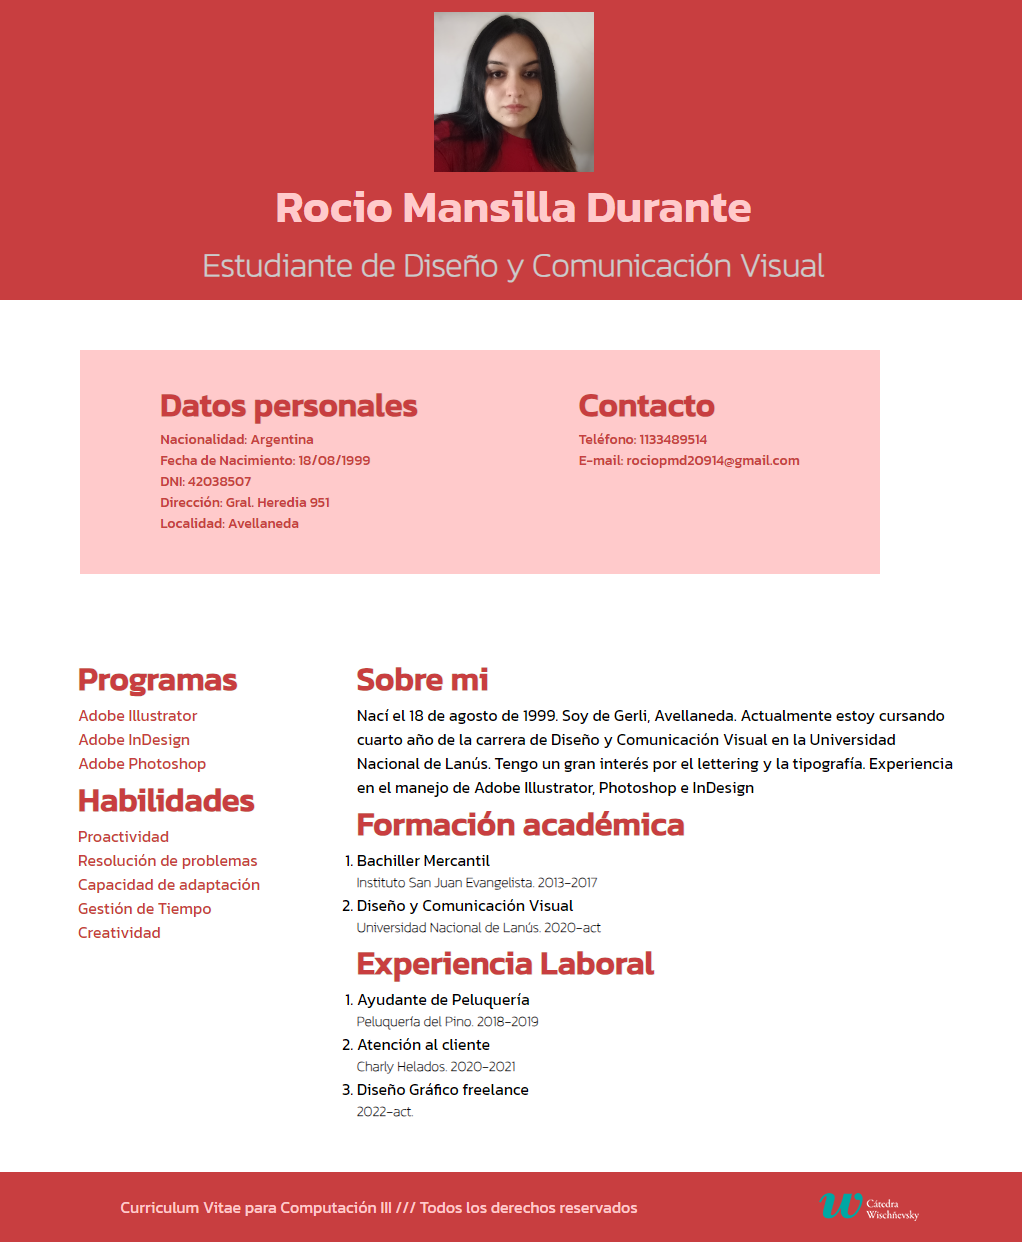 Rocio Mansilla Durante
Estudiante de Diseño y Comunicación Visual
Datos personales
Nacionalidad: Argentina
Fecha de Nacimiento: 18/08/1999
DNI: 42038507
Dirección: Gral. Heredia 951
Localidad: Avellaneda
Contacto
Teléfono: 1133489514
E-mail: rociopmd20914@gmail.com
Programas
Adobe Illustrator
Adobe InDesign
Adobe Photoshop
Habilidades
Proactividad
Resolución de problemas
Capacidad de adaptación
Gestión de Tiempo
Creatividad
Sobre mi
Nací el 18 de agosto de 1999. Soy de Gerli, Avellaneda. Actualmente estoy cursando
cuarto año de la carrera de Diseño y Comunicación Visual en la Universidad
Nacional de Lanús. Tengo un gran interés por el lettering y la tipografía. Experiencia
en el manejo de Adobe Illustrator, Photoshop e InDesign
Formación académica
1. Bachiller Mercantil
Instituto San Juan Evangelista. 2013-2017
2. Diseño y Comunicación Visual
Universidad Nacional de Lanús. 2020-act
Experiencia Laboral
1. Ayudante de Peluquería
Peluquería del Pino. 2018-2019
2. Atención al cliente
Charly Helados. 2020-2021
3. Diseño Gráfico freelance
2022-act.
Curriculum Vitae para Computación III /// Todos los derechos reservados
w Cátedra
Wischñevsky